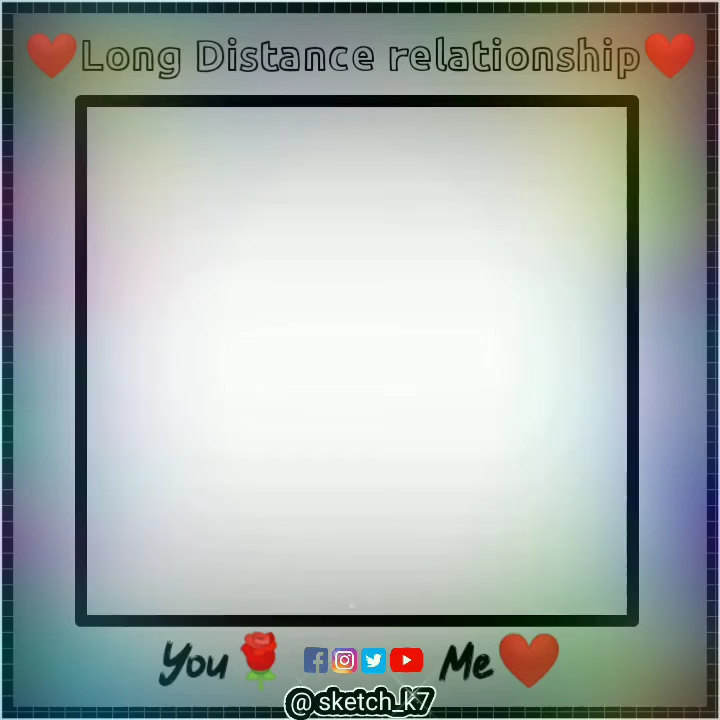 ❤️Long Distance relationship❤️
You🌹 Me❤️
@sketch_k7